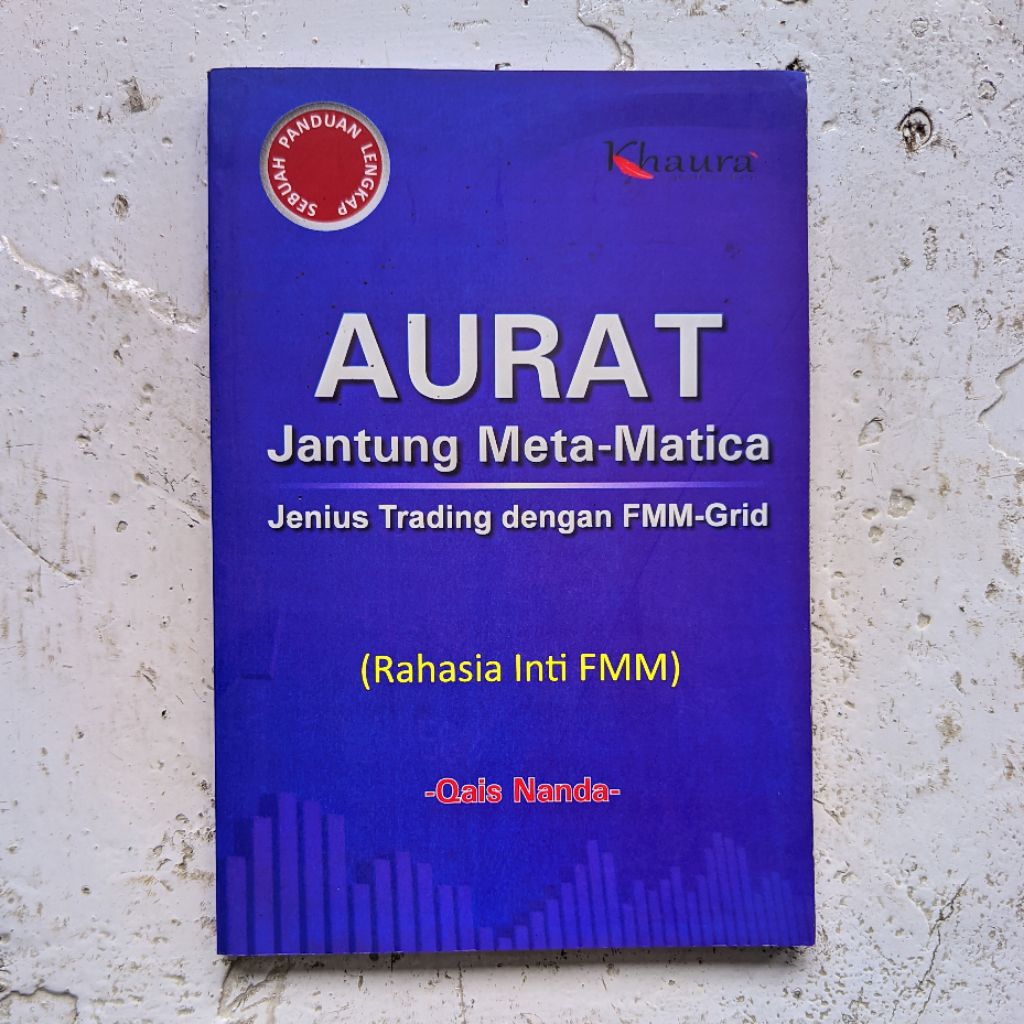 SEBUAH PANDUAN LENGKAP
Khaura
AURAT
Jantung Meta-Matica
Jenius Trading dengan FMM-Grid
(Rahasia Inti FMM)
-Qais Nanda-